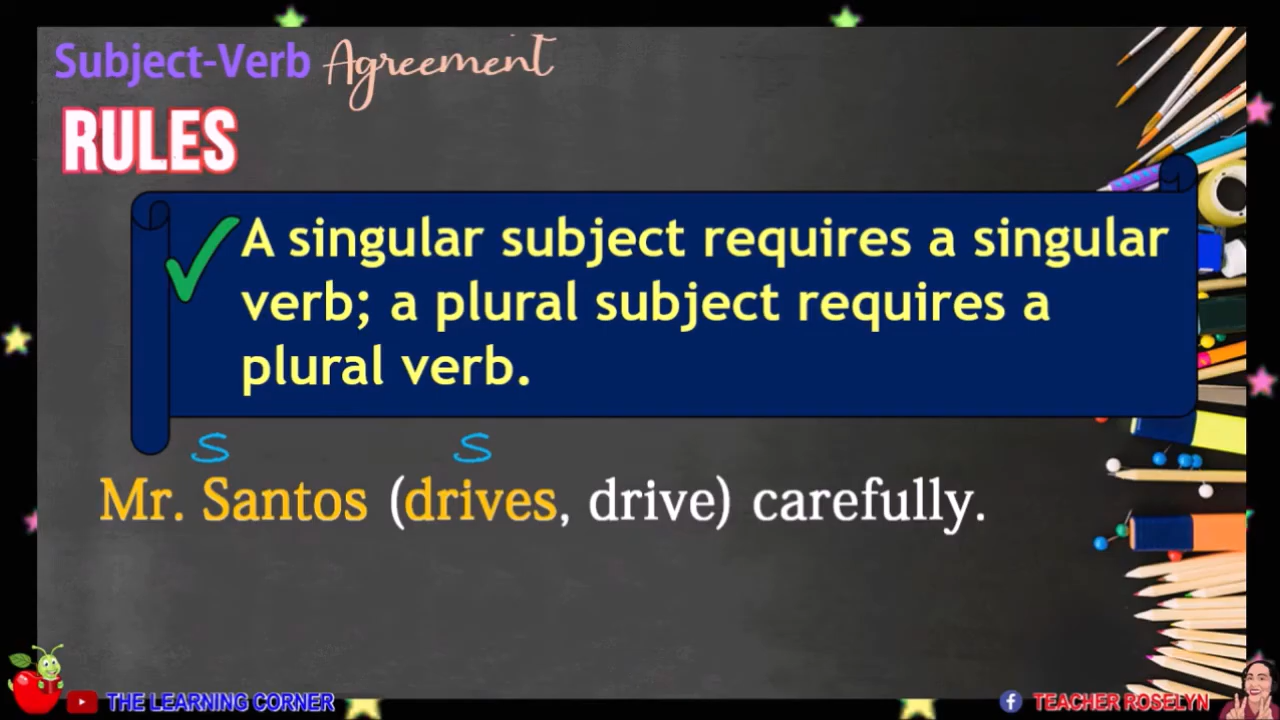 Subject-Verb Agreement
RULES
A singular subject requires a singular
verb; a plural subject requires a
plural verb.
S S
Mr. Santos (drives, drive) carefully.
THE LEARNING CORNER
TEACHER ROSELYN